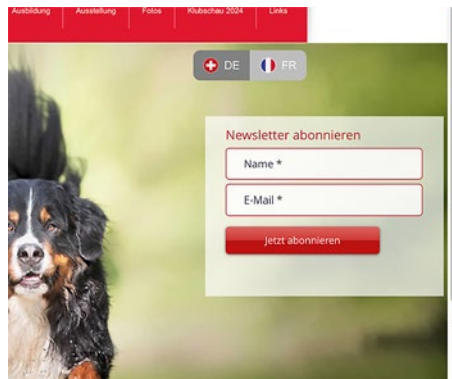 Ausbildung Ausstellung Fotos Klubschau 2024 Links
DE FR
Newsletter abonnieren
Name *
E-Mail *
Jetzt abonnieren